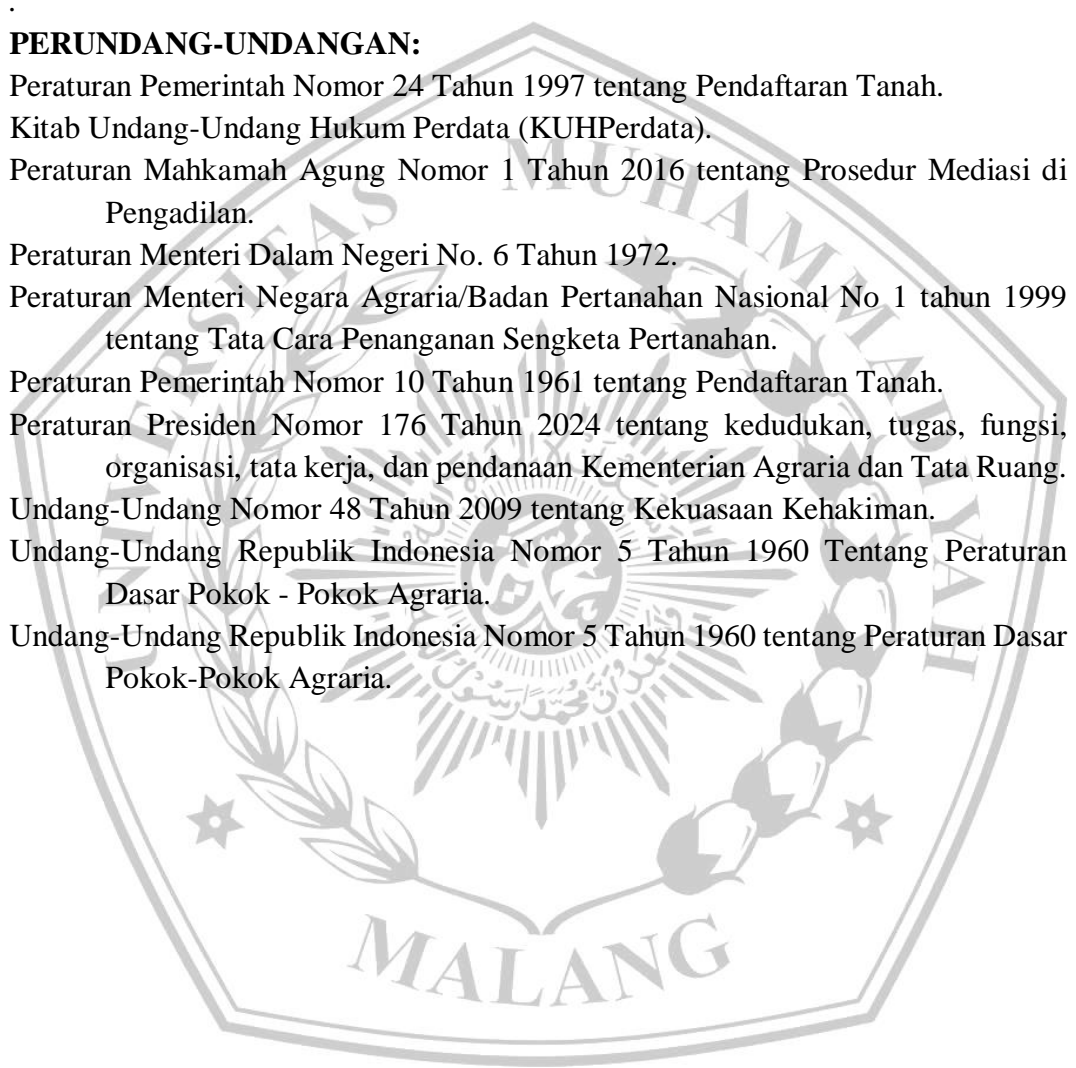 .
PERUNDANG-UNDANGAN:
Peraturan Pemerintah Nomor 24 Tahun 1997 tentang Pendaftaran Tanah.
Kitab Undang-Undang Hukum Perdata (KUHPerdata).
Peraturan Mahkamah Agung Nomor 1 Tahun 2016 tentang Prosedur Mediasi di
Pengadilan.
Peraturan Menteri Dalam Negeri No. 6 Tahun 1972.
Peraturan Menteri Negara Agraria/Badan Pertanahan Nasional No 1 tahun 1999
tentang Tata Cara Penanganan Sengketa Pertanahan.
Peraturan Pemerintah Nomor 10 Tahun 1961 tentang Pendaftaran Tanah.
Peraturan Presiden Nomor 176 Tahun 2024 tentang kedudukan, tugas, fungsi,
organisasi, tata kerja, dan pendanaan Kementerian Agraria dan Tata Ruang.
Undang-Undang Nomor 48 Tahun 2009 tentang Kekuasaan Kehakiman.
Undang-Undang Republik Indonesia Nomor 5 Tahun 1960 Tentang Peraturan
Dasar Pokok - Pokok Agraria.
Undang-Undang Republik Indonesia Nomor 5 Tahun 1960 tentang Peraturan Dasar
Pokok-Pokok Agraria.
UNIVERSITAS MUHAMMADIYAH
MALANG